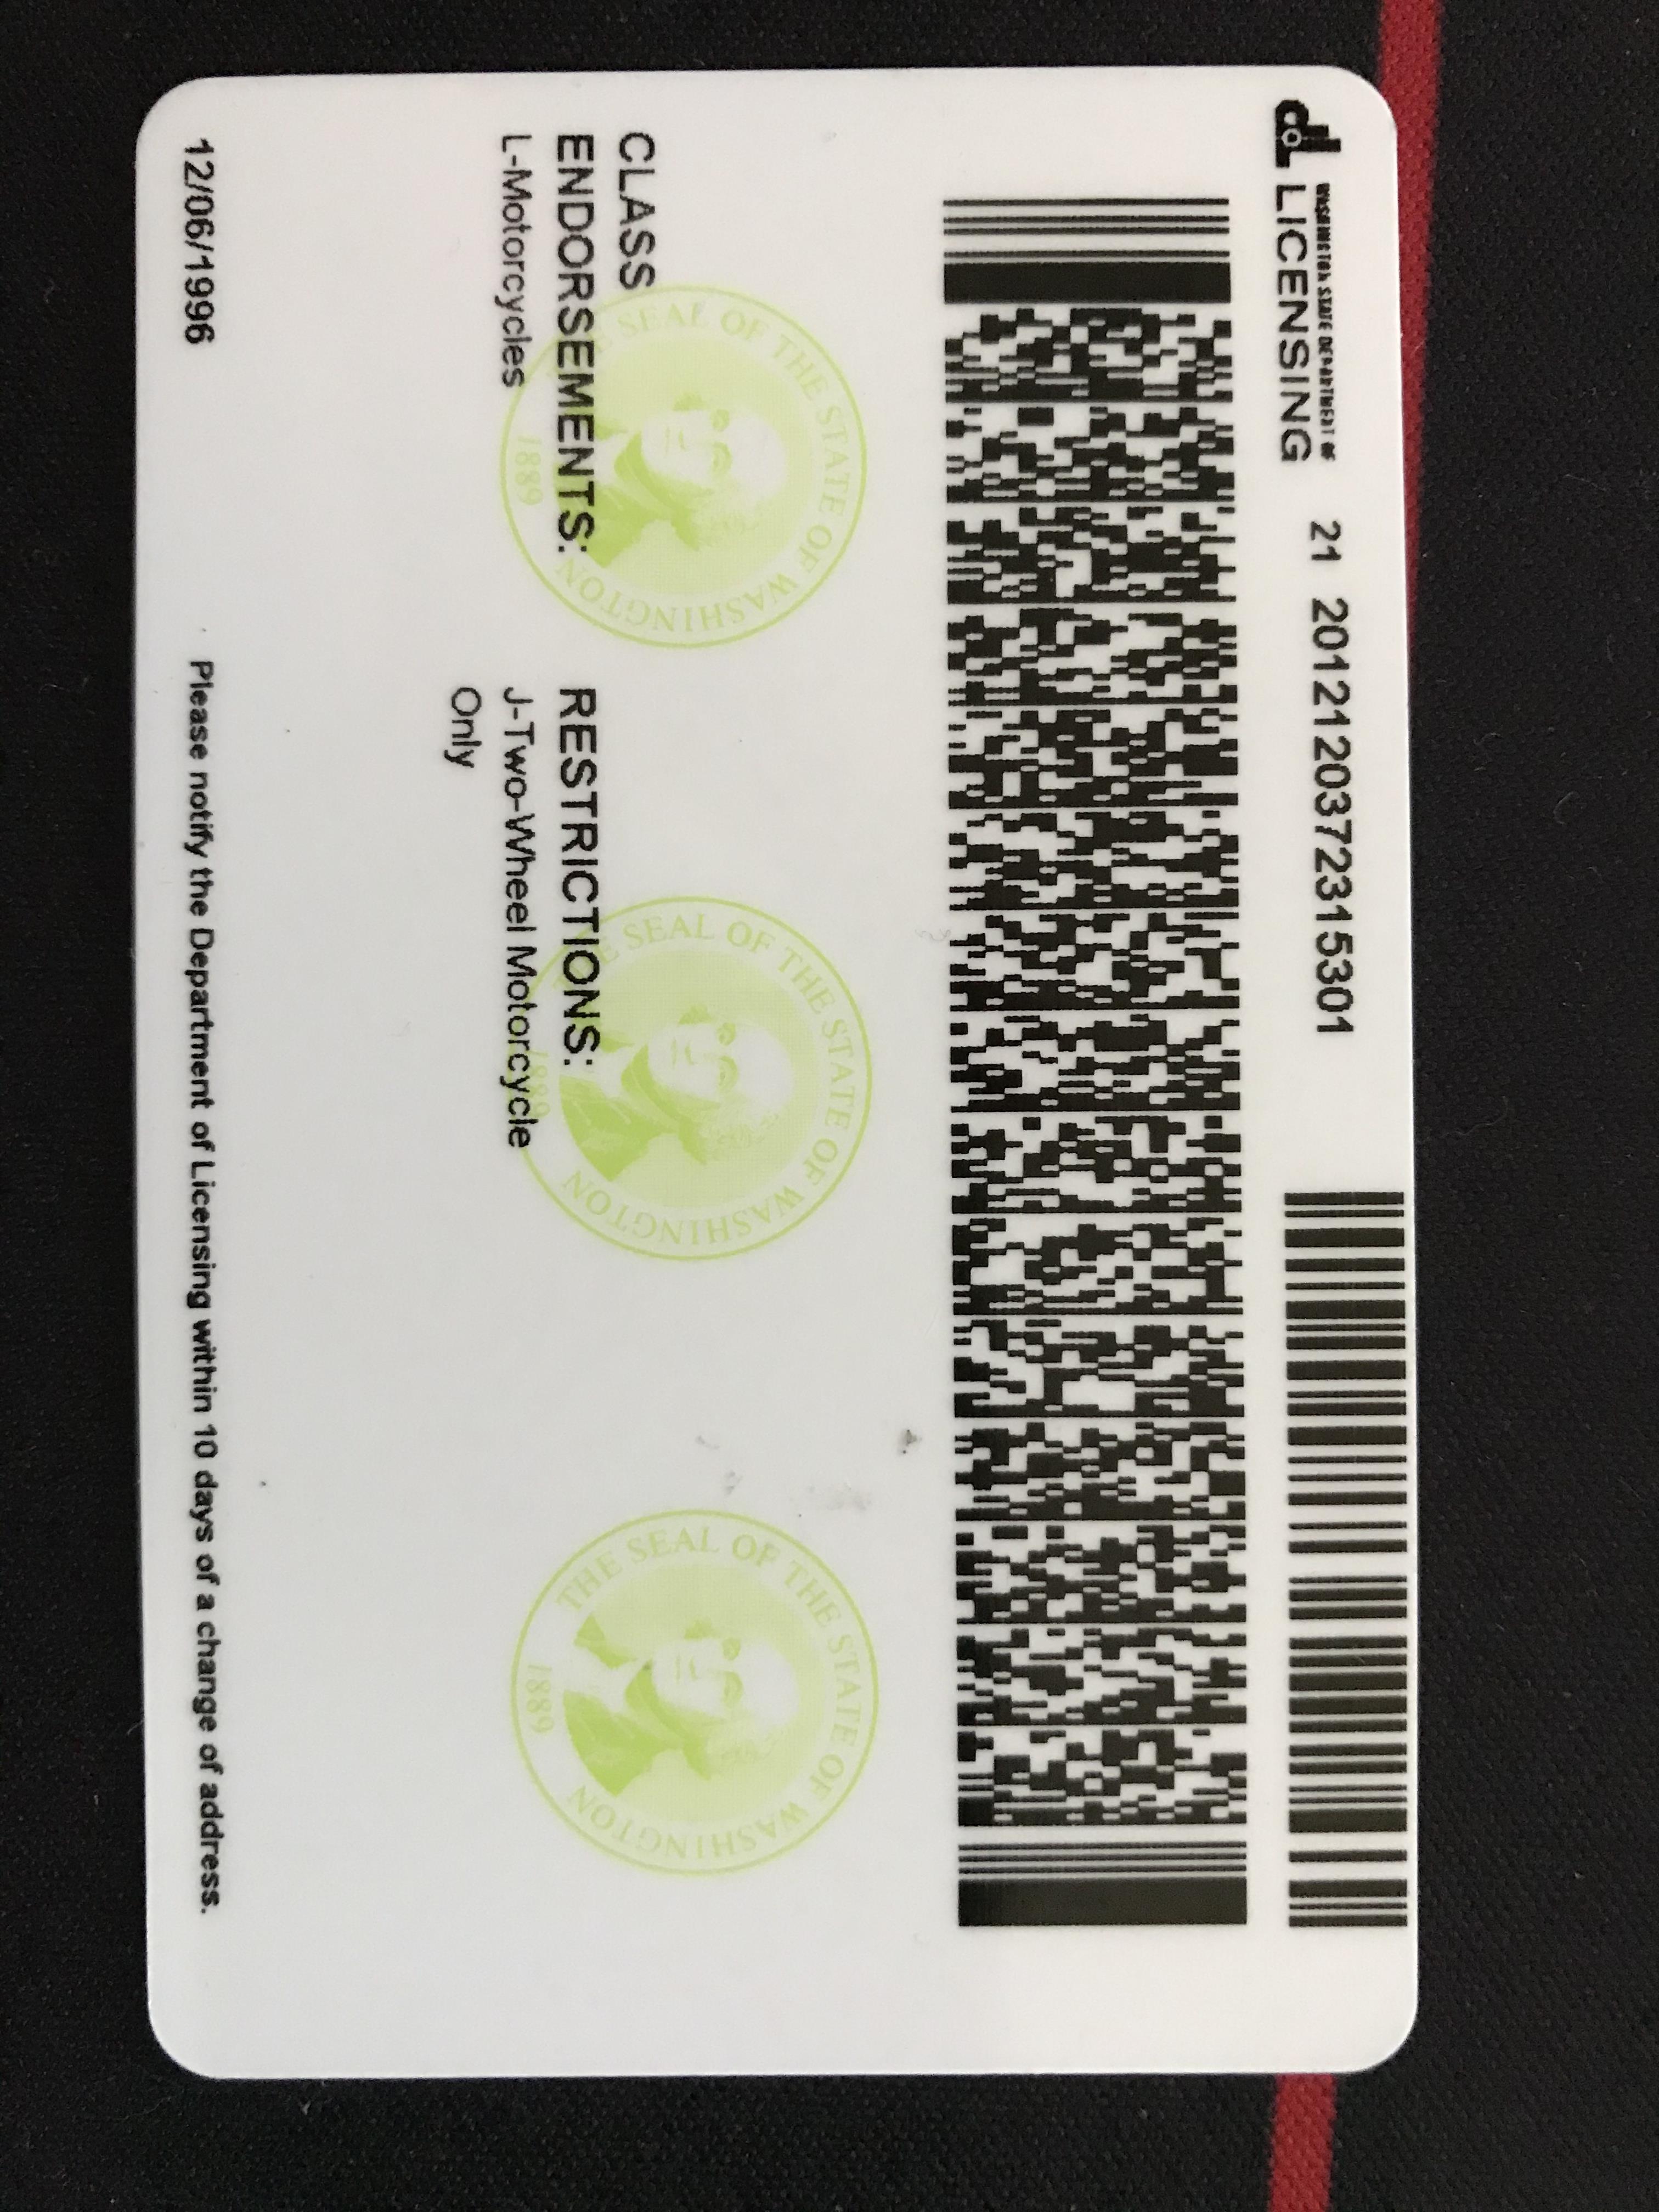 WASHINGTON STATE DEPARTMENT OF
LICENSING
21 2012120372315301
CLASS
ENDORSEMENTS:
L-Motorcycles
RESTRICTIONS:
J-Two-Wheel Motorcycle
Only
THE SEAL OF THE STATE OF WASHINGTON
1889
THE SEAL OF THE STATE OF WASHINGTON
1889
THE SEAL OF THE STATE OF WASHINGTON
1889
12/06/1996
Please notify the Department of Licensing within 10 days of a change of address.